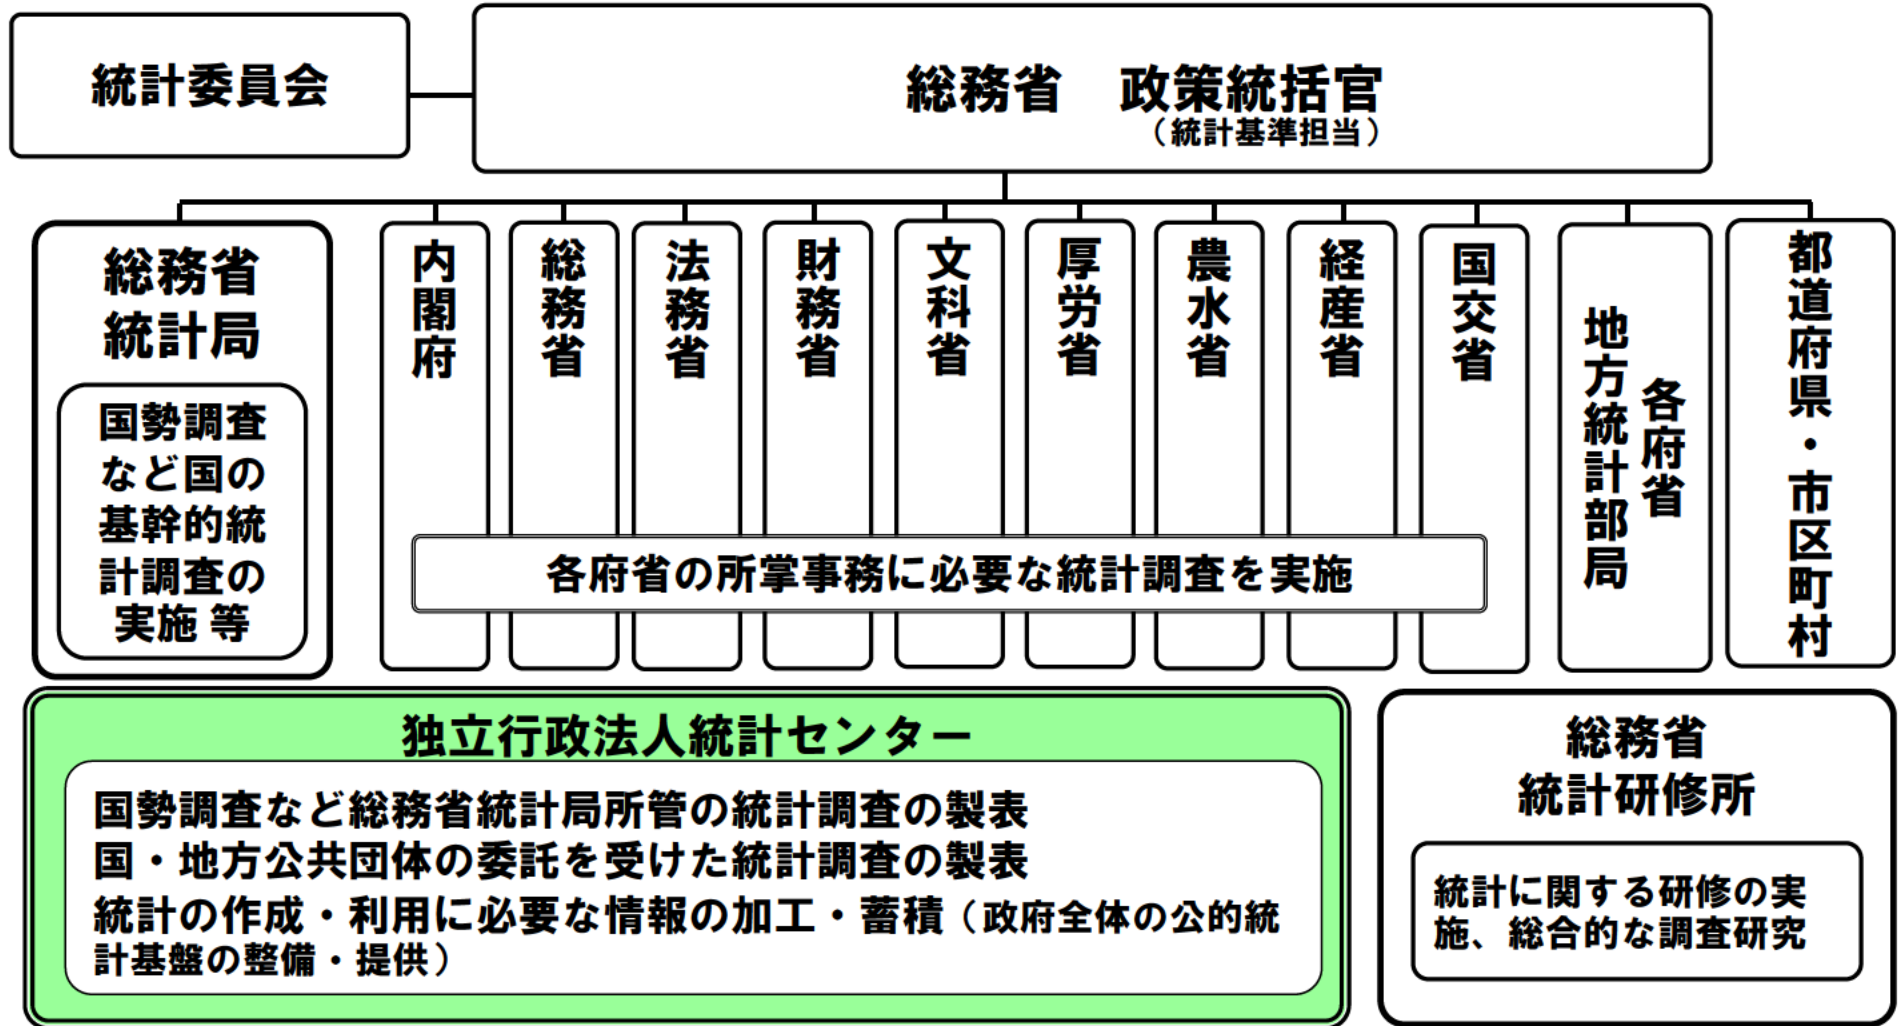 統計委員会
総務省　政策統括官
（統計基準担当）
総務省
統計局
国勢調査
など国の
基幹的統
計調査の
実施 等
内閣府
総務省
法務省
財務省
文科省
厚労省
農水省
経産省
国交省
各府省
地方統計部局
都道府県・市区町村
各府省の所掌事務に必要な統計調査を実施
独立行政法人統計センター
国勢調査など総務省統計局所管の統計調査の製表
国・地方公共団体の委託を受けた統計調査の製表
統計の作成・利用に必要な情報の加工・蓄積（政府全体の公的統
計基盤の整備・提供）
総務省
統計研修所
統計に関する研修の実
施、総合的な調査研究